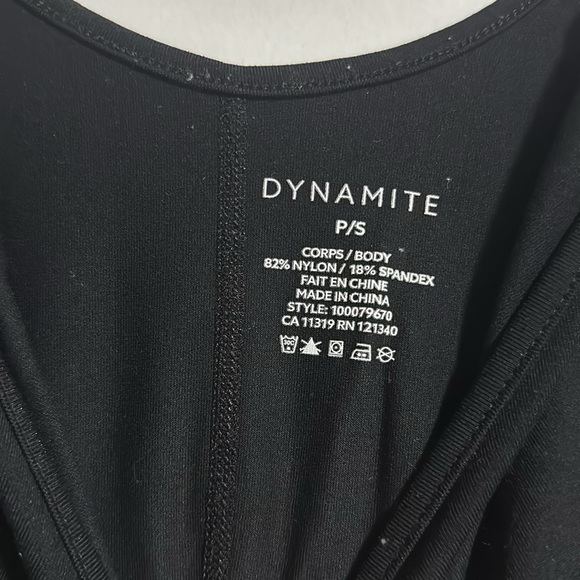 DYNAMITE
P/S
CORPS / BODY
82% NYLON / 18% SPANDEX
FAIT EN CHINE
MADE IN CHINA
STYLE: 100079670
CA 11319 RN 121340
30C